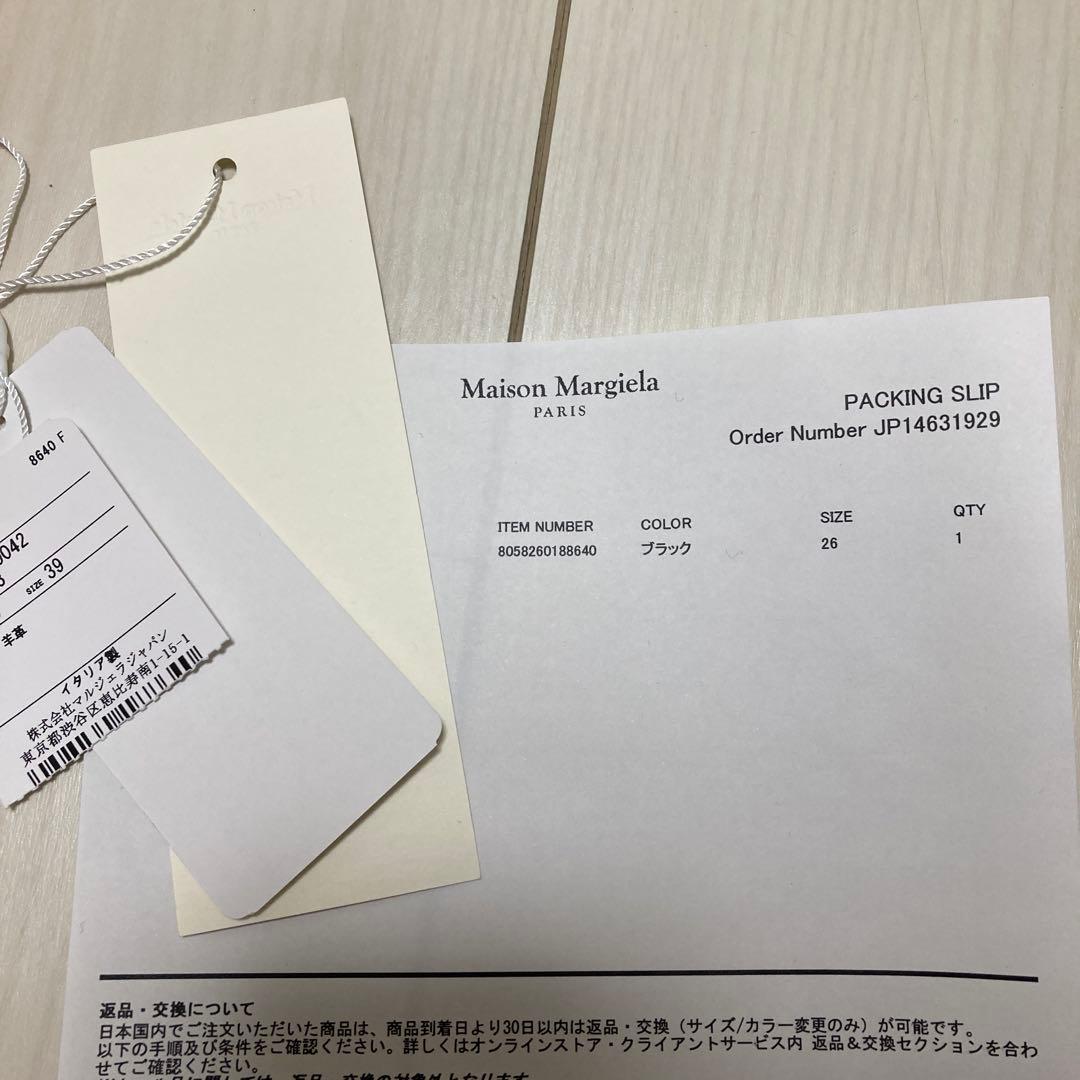 8640 F
0042
SIZE 39
羊革
イタリア製
株式会社マルジェラジャパン
東京都渋谷区恵比寿南1-15-1
Maison Margiela
PARIS
PACKING SLIP
Order Number JP14631929
ITEM NUMBER COLOR SIZE QTY
8058260188640 ブラック 26 1
返品・交換について
日本国内でご注文いただいた商品は、商品到着日より30日以内は返品・交換（サイズ/カラー変更のみ）が可能です。
以下の手順及び条件をご確認ください。詳しくはオンラインストア・クライアントサービス内 返品＆交換セクションを合わ
せてご確認ください。